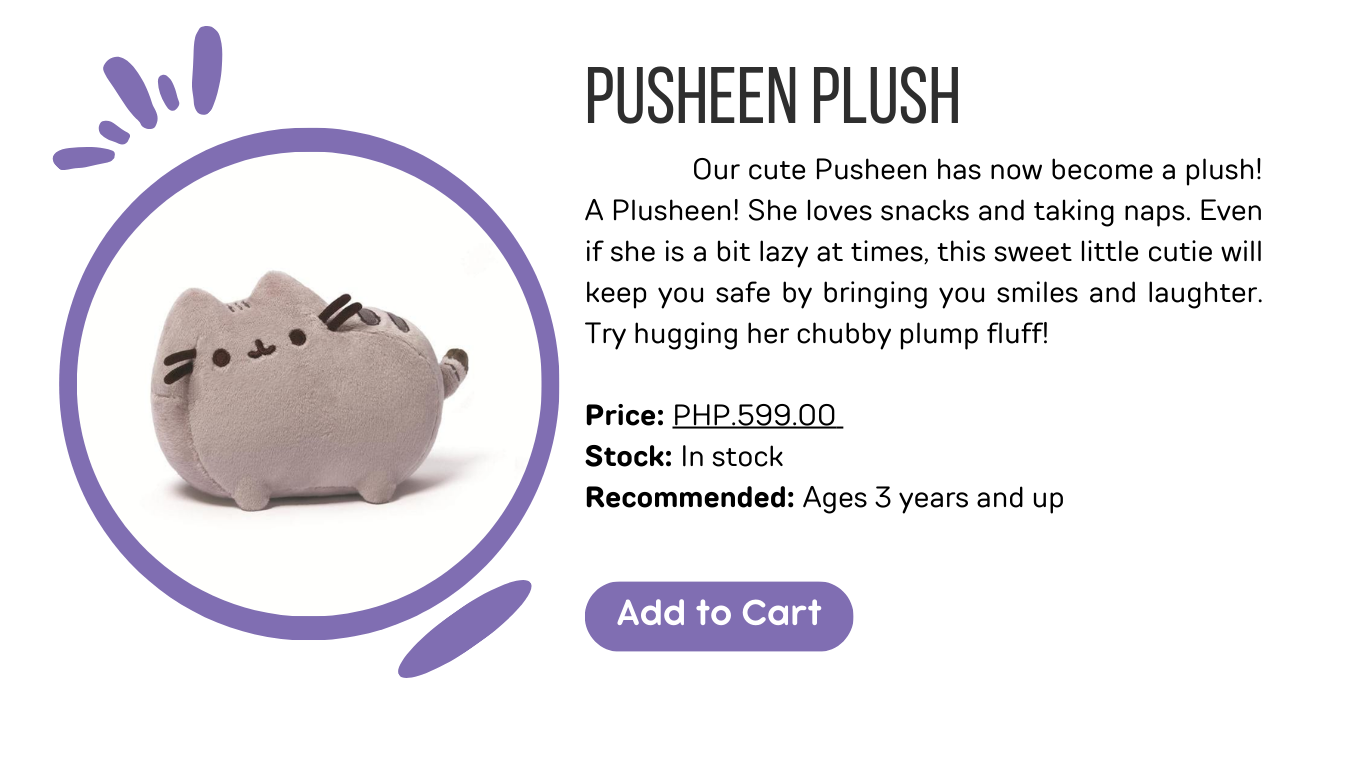 PUSHEEN PLUSH
Our cute Pusheen has now become a plush!
A Plusheen! She loves snacks and taking naps. Even
if she is a bit lazy at times, this sweet little cutie will
keep you safe by bringing you smiles and laughter.
Try hugging her chubby plump fluff!
Price: PHP.599.00
Stock: In stock
Recommended: Ages 3 years and up
Add to Cart